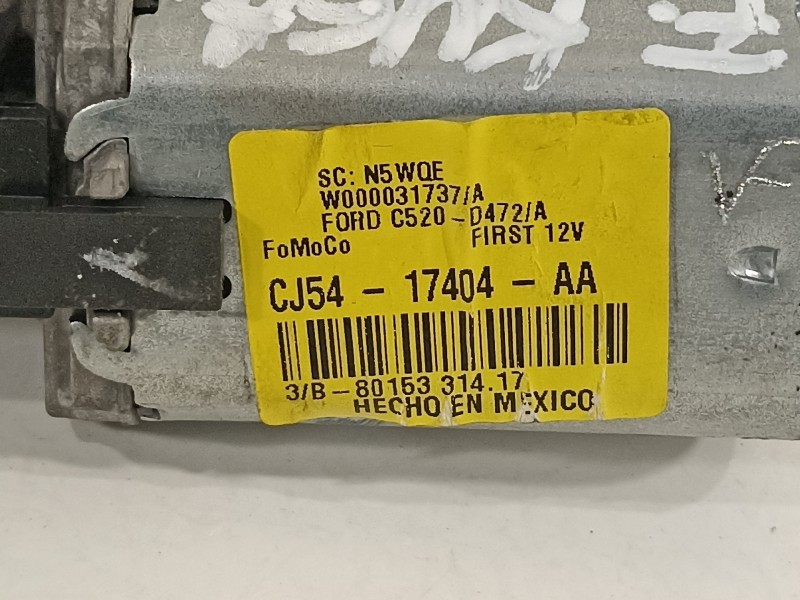 F. KUGA
SC: N5WQE
W000031737/A
FORD C520-D472/A
FoMoCo FIRST 12V
CJ54 - 17404 - AA
3/B-80153 314.17
HECHO EN MEXICO